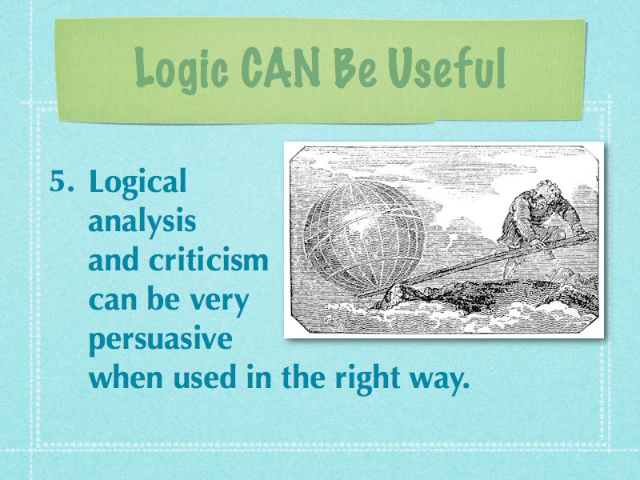 Logic CAN Be Useful
5. Logical
analysis
and criticism
can be very
persuasive
when used in the right way.